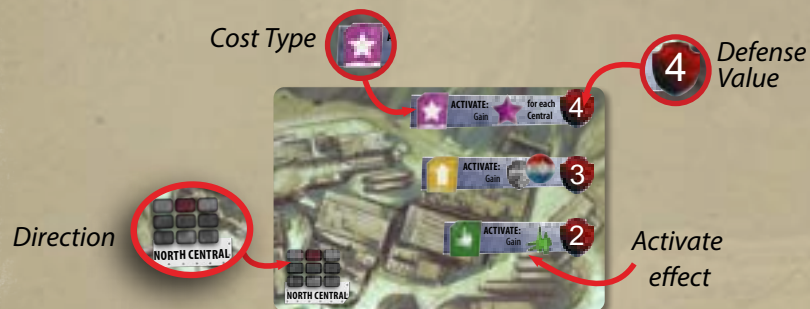 Cost Type
4
Defense
Value
ACTIVATE:
Gain
for each
Central
4
ACTIVATE:
Gain
3
ACTIVATE:
Gain
2
Direction
NORTH CENTRAL
NORTH CENTRAL
Activate
effect